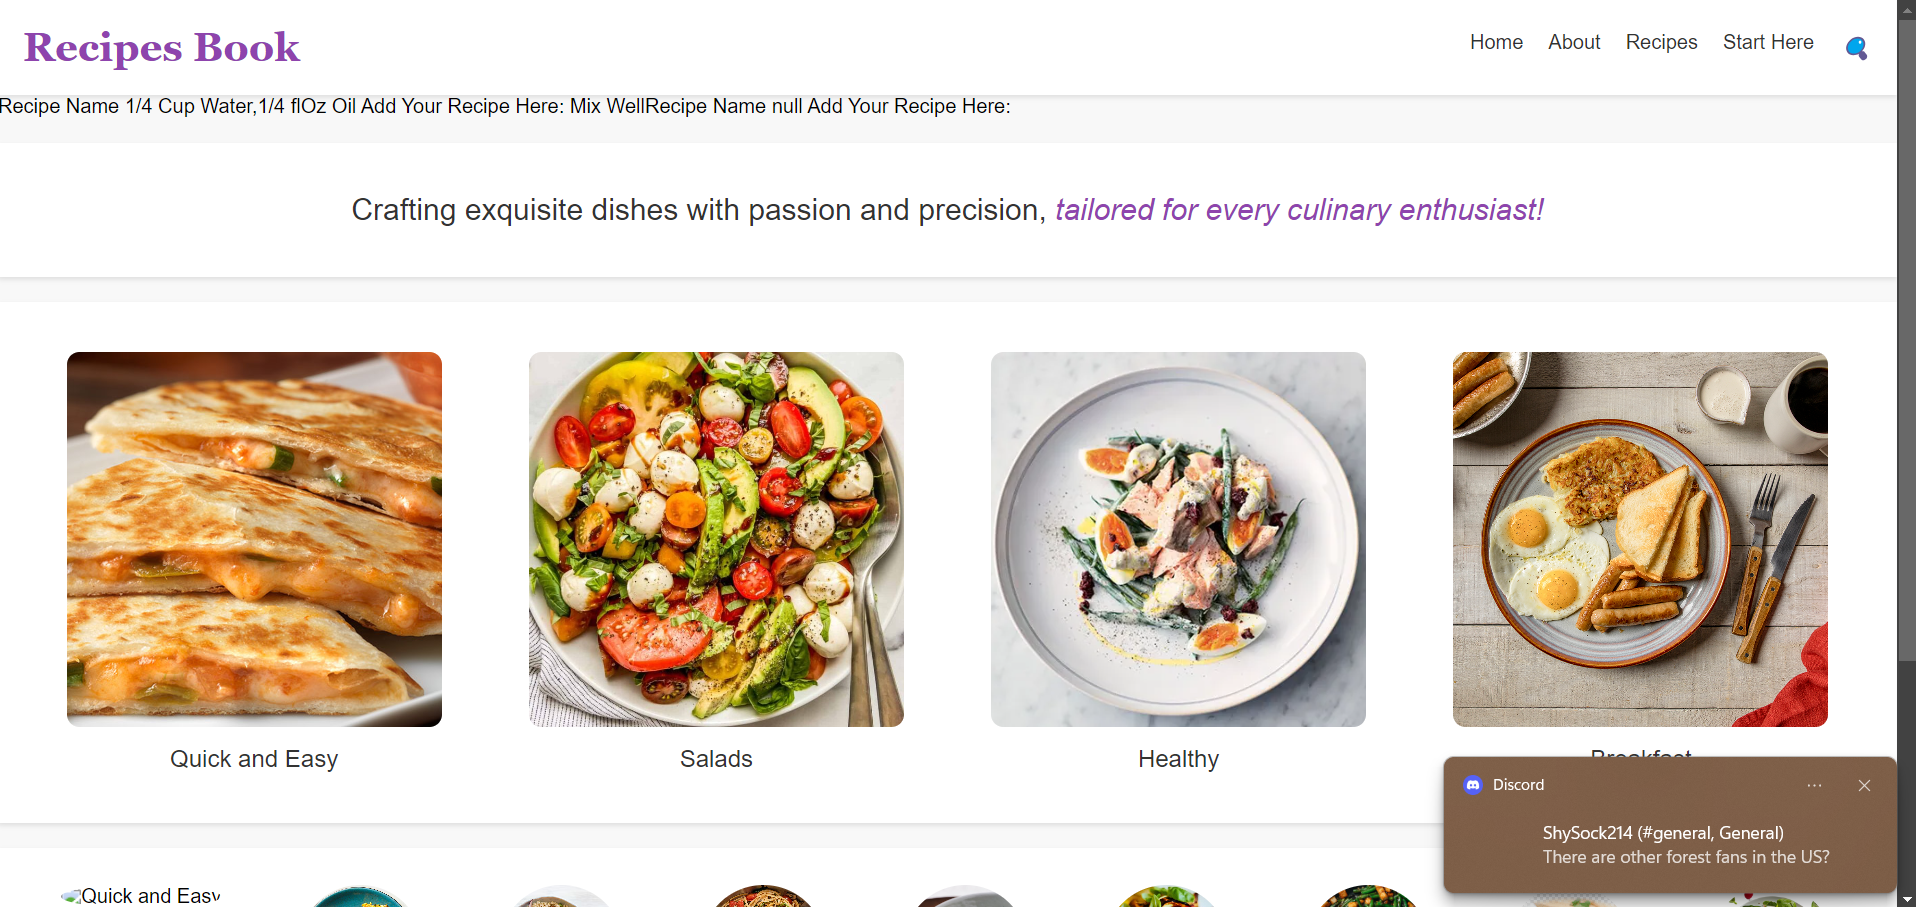 Recipes Book
Home About Recipes Start Here
Recipe Name 1/4 Cup Water,1/4 flOz Oil Add Your Recipe Here: Mix WellRecipe Name null Add Your Recipe Here:
Crafting exquisite dishes with passion and precision, tailored for every culinary enthusiast!
Quick and Easy
Salads
Healthy
Breakfast
Discord
ShySock214 (#general, General)
There are other forest fans in the US?
Quick and Easy